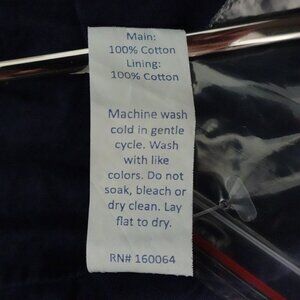 Main:
100% Cotton
Lining:
100% Cotton
Machine wash
cold in gentle
cycle. Wash
with like
colors. Do not
soak, bleach or
dry clean. Lay
flat to dry.
RN# 160064